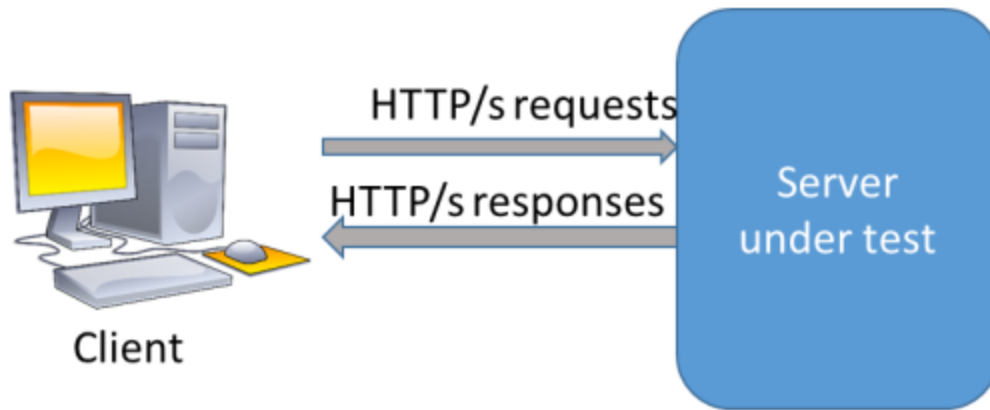 HTTP/s requests
HTTP/s responses
Client
Server
under test